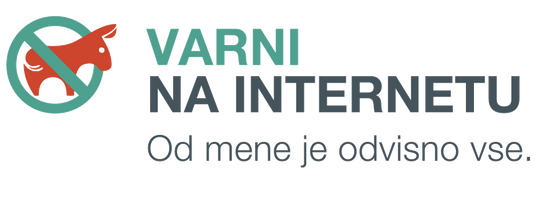 VARNI
NA INTERNETU
Od mene je odvisno vse.